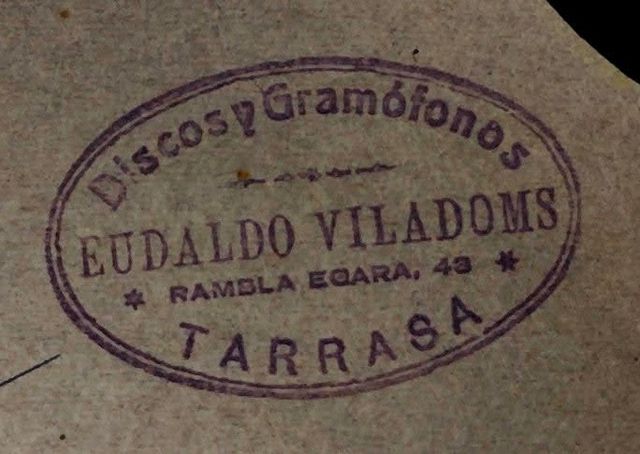 Discos y Gramófonos
EUDALDO VILADOMS
* RAMBLA EGARA, 43 *
TARRASA